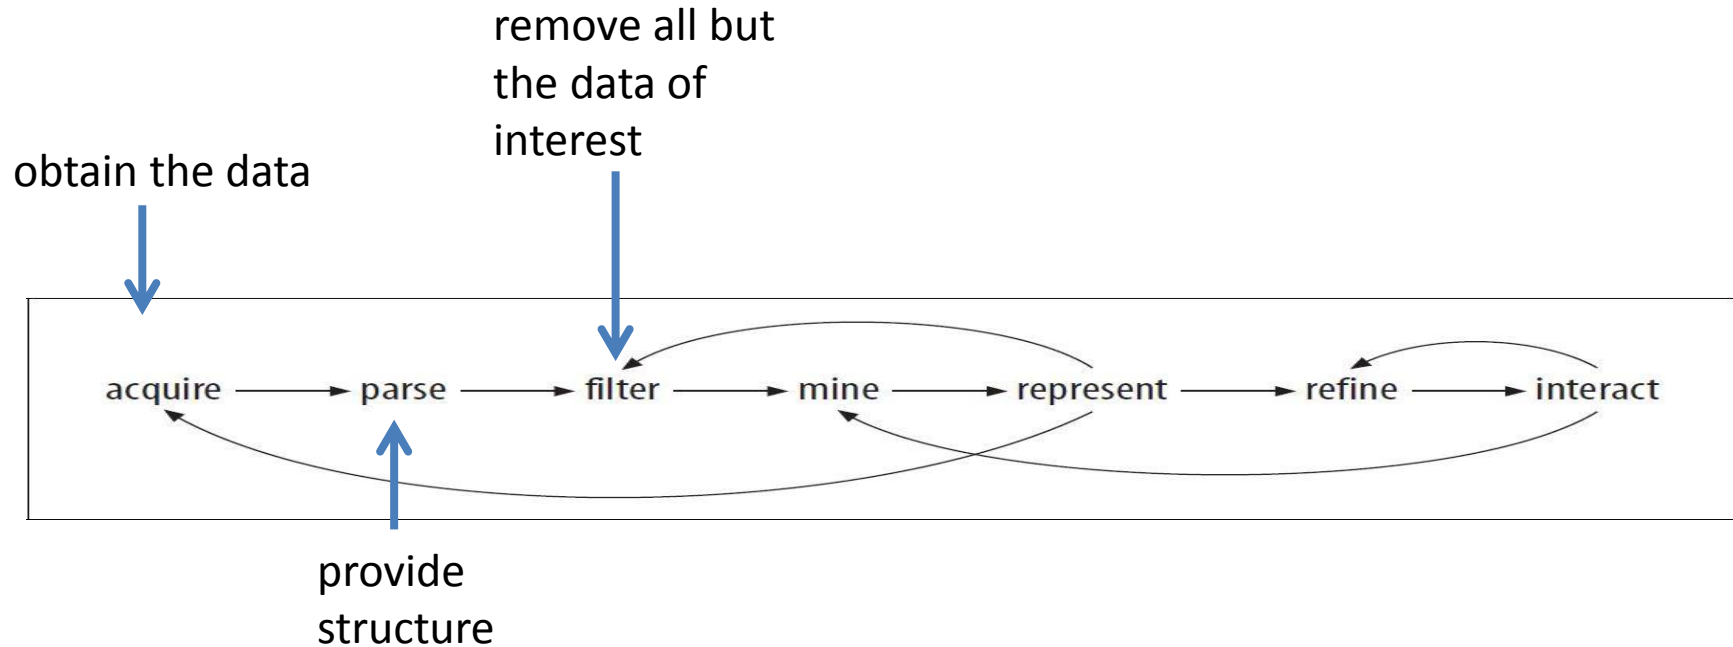 remove all but
the data of
interest
obtain the data
acquire parse filter mine represent refine interact
provide
structure